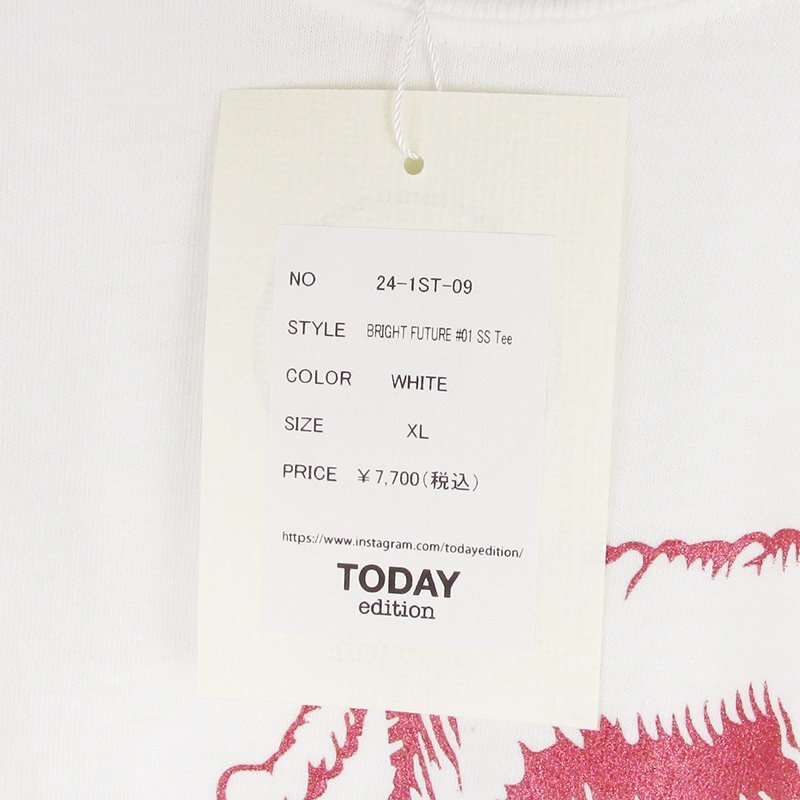 NO 24-1ST-09
STYLE BRIGHT FUTURE #01 SS Tee
COLOR WHITE
SIZE XL
PRICE ¥7,700(税込)
https://www.instagram.com/todayedition/
TODAY
edition